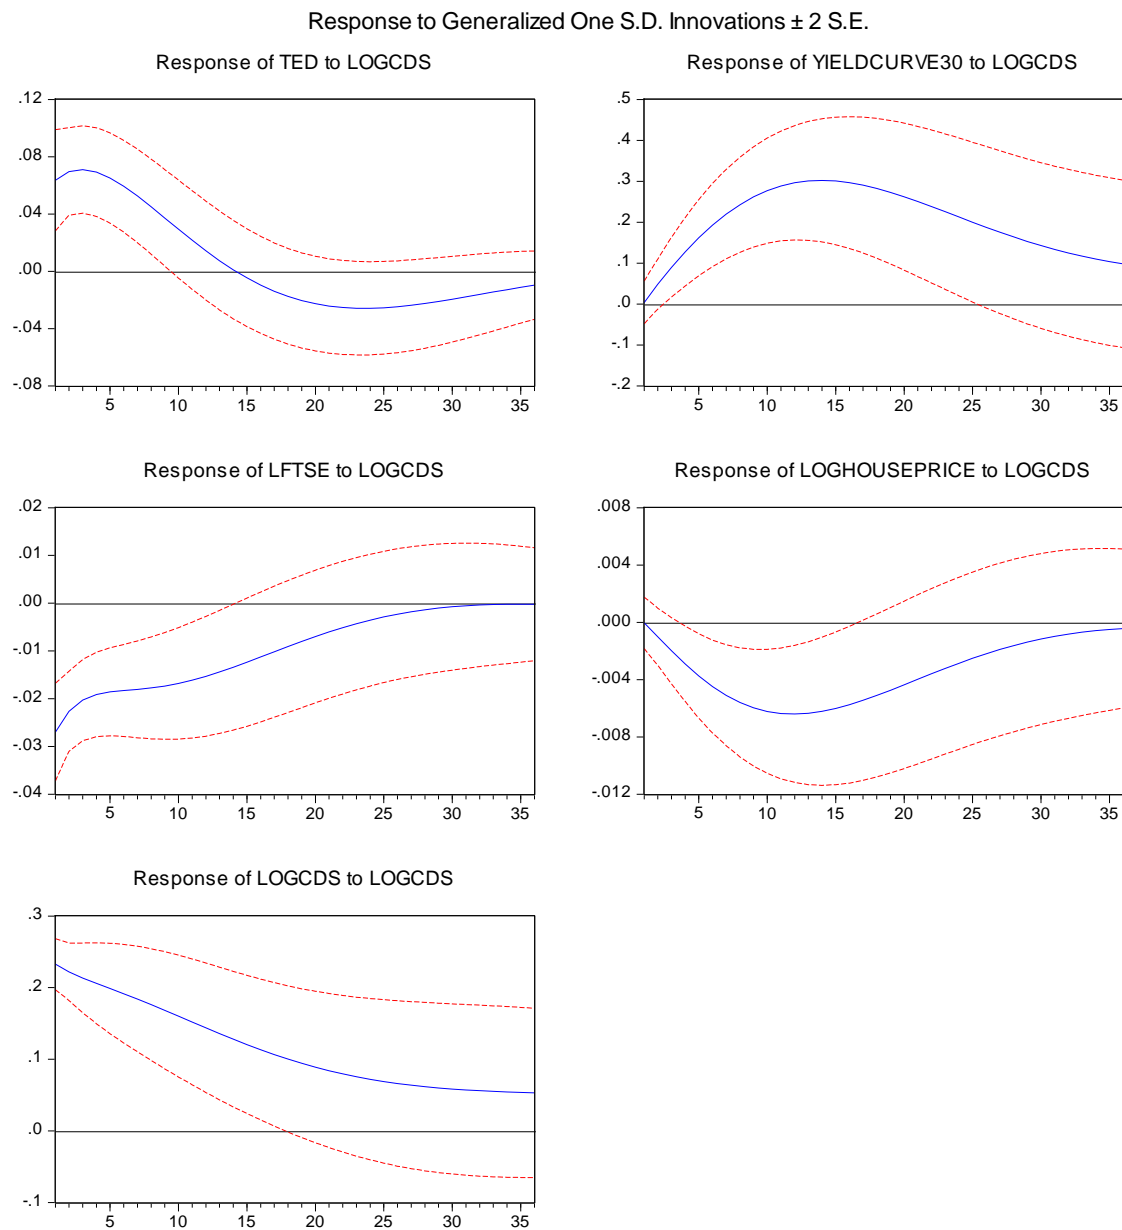 Response to Generalized One S.D. Innovations ± 2 S.E.
Response of TED to LOGCDS
.12
.08
.04
.00
-.04
-.08
5 10 15 20 25 30 35
Response of YIELDCURVE30 to LOGCDS
.5
.4
.3
.2
.1
.0
-.1
-.2
5 10 15 20 25 30 35
Response of LFTSE to LOGCDS
.02
.01
.00
-.01
-.02
-.03
-.04
5 10 15 20 25 30 35
Response of LOGHOUSEPRICE to LOGCDS
.008
.004
.000
-.004
-.008
-.012
5 10 15 20 25 30 35
Response of LOGCDS to LOGCDS
.3
.2
.1
.0
-.1
5 10 15 20 25 30 35